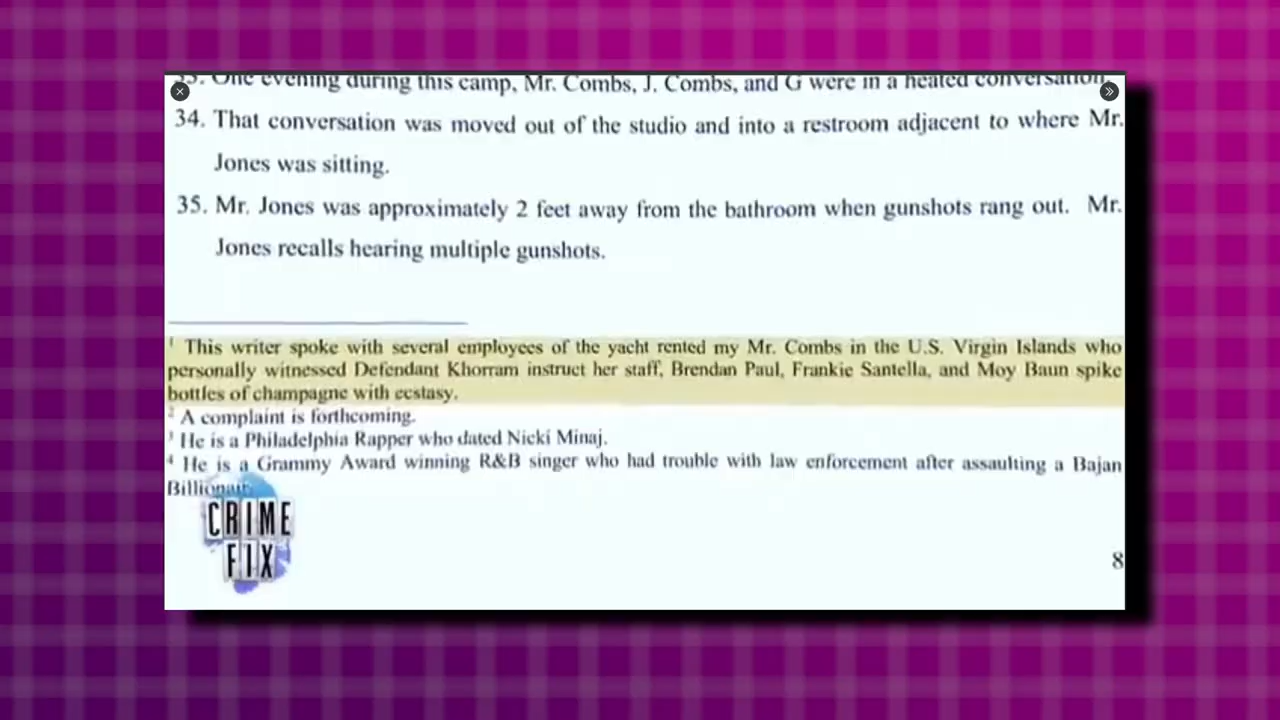 33. One evening during this camp, Mr. Combs, J. Combs, and G were in a heated conversation.
34. That conversation was moved out of the studio and into a restroom adjacent to where Mr.
Jones was sitting.
35. Mr. Jones was approximately 2 feet away from the bathroom when gunshots rang out. Mr.
Jones recalls hearing multiple gunshots.
1 This writer spoke with several employees of the yacht rented my Mr. Combs in the U.S. Virgin Islands who
personally witnessed Defendant Khorram instruct her staff, Brendan Paul, Frankie Santella, and Moy Baun spike
bottles of champagne with ecstasy.
2 A complaint is forthcoming.
3 He is a Philadelphia Rapper who dated Nicki Minaj.
4 He is a Grammy Award winning R&B singer who had trouble with law enforcement after assaulting a Bajan
Billionair
CRIME
FIX
8